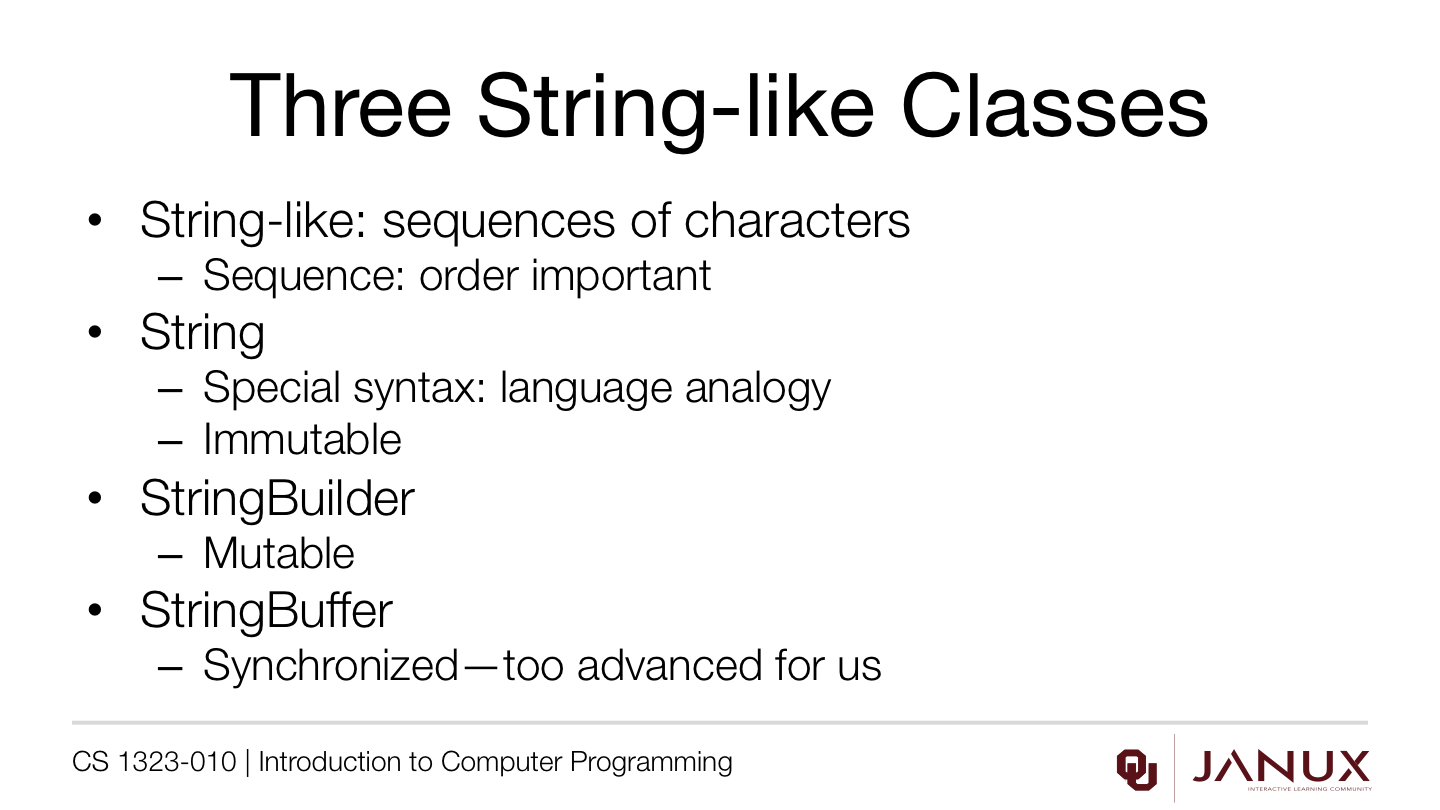 Three String-like Classes
• String-like: sequences of characters
– Sequence: order important
• String
– Special syntax: language analogy
– Immutable
• StringBuilder
– Mutable
• StringBuffer
– Synchronized—too advanced for us
CS 1323-010 | Introduction to Computer Programming
OU
JANUX
INTERACTIVE LEARNING COMMUNITY